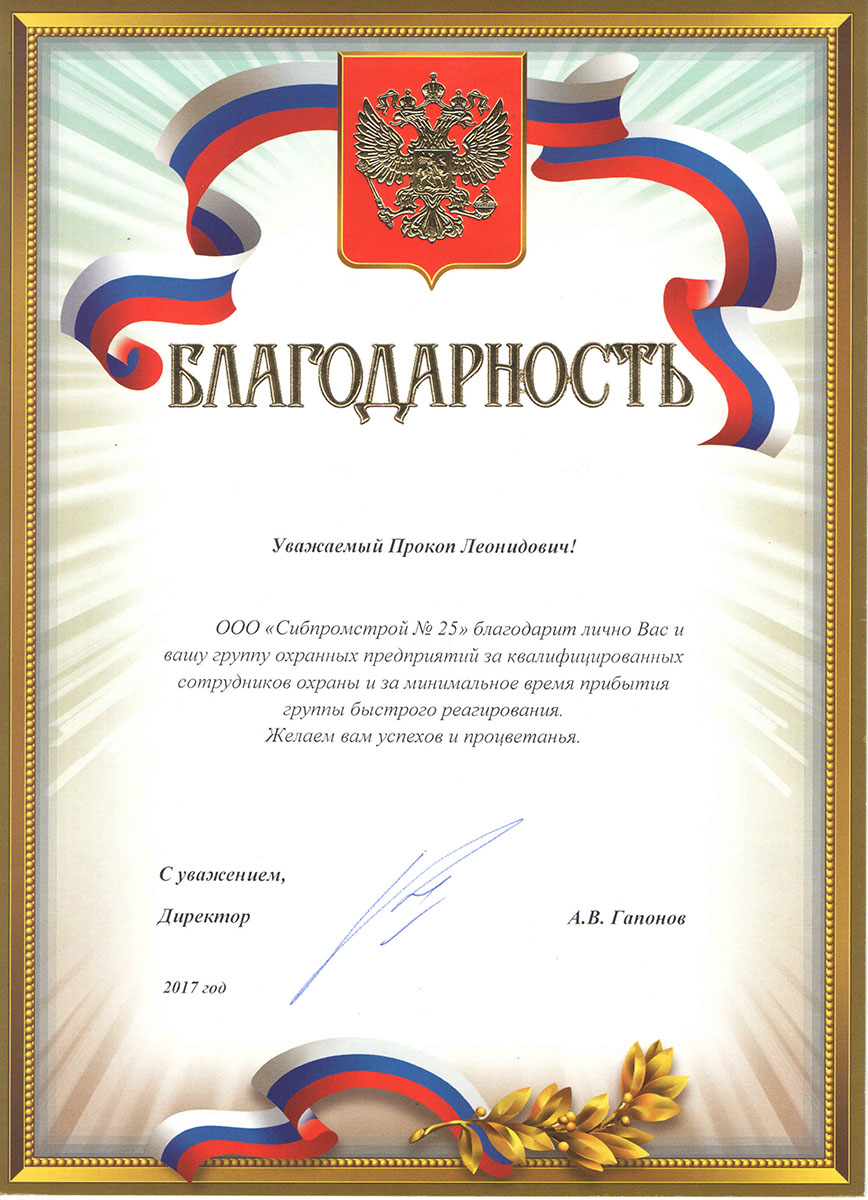 БЛАГОДАРНОСТЬ
Уважаемый Прокоп Леонидович!
ООО «Сибпромстрой № 25» благодарит лично Вас и
вашу группу охранных предприятий за квалифицированных
сотрудников охраны и за минимальное время прибытия
группы быстрого реагирования.
Желаем вам успехов и процветанья.
С уважением,
Директор
А.В. Гапонов
2017 год